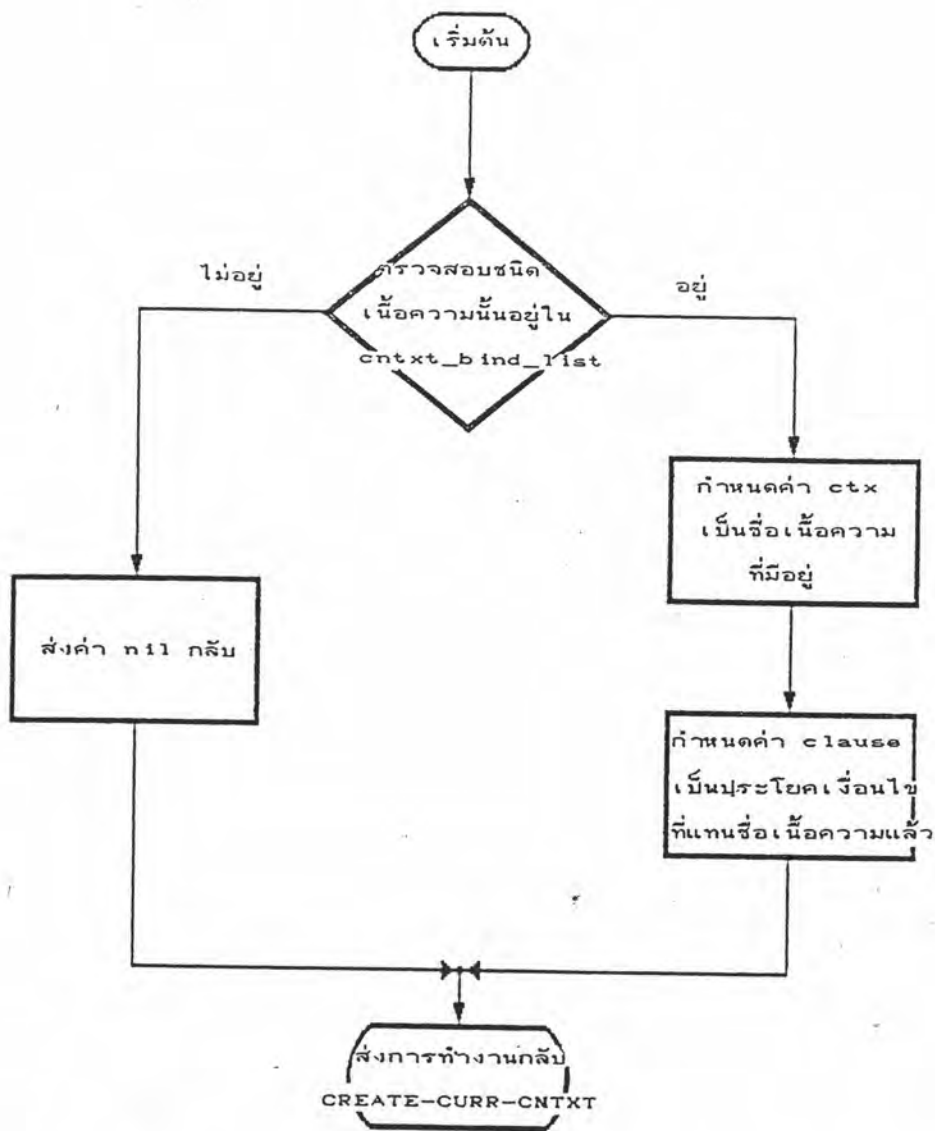 เริ่มต้น
ตรวจสอบชนิด
เนื้อความนั้นอยู่ใน
cntxt_bind_list
ไม่อยู่
อยู่
กำหนดค่า ctx
เป็นชื่อเนื้อความ
ที่มีอยู่
ส่งค่า nil กลับ
กำหนดค่า clause
เป็นประโยคเงื่อนไข
ที่แทนชื่อเนื้อความแล้ว
ส่งการทำงานกลับ
CREATE-CURR-CNTXT